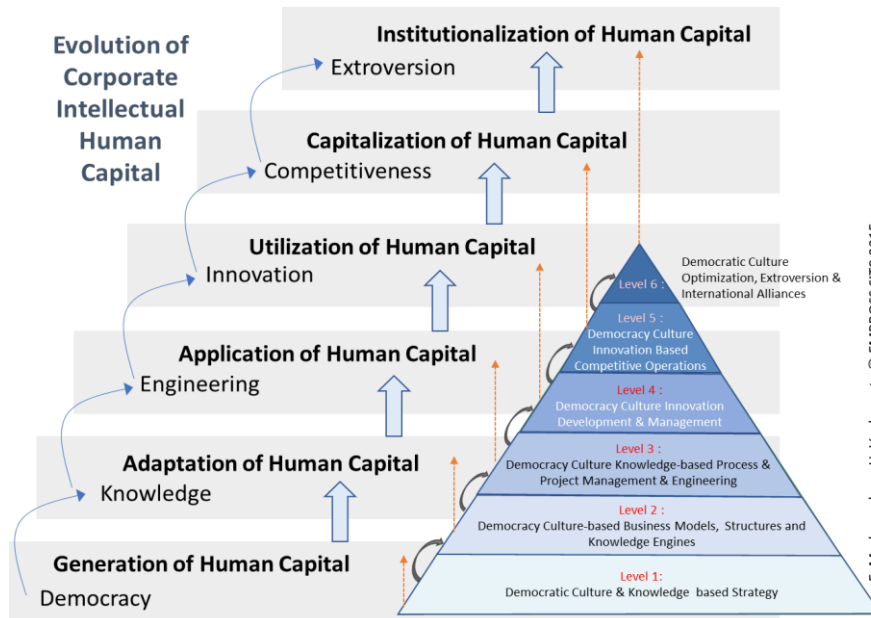 Evolution of
Corporate
Intellectual
Human
Capital
Institutionalization of Human Capital
Extroversion
Capitalization of Human Capital
Competitiveness
Utilization of Human Capital
Innovation
Application of Human Capital
Engineering
Adaptation of Human Capital
Knowledge
Generation of Human Capital
Democracy
Level 6 :
Democratic Culture
Optimization, Extroversion &
International Alliances
Level 5 :
Democracy Culture
Innovation Based
Competitive Operations
Level 4 :
Democracy Culture Innovation
Development & Management
Level 3 :
Democracy Culture Knowledge-based Process &
Project Management & Engineering
Level 2 :
Democracy Culture-based Business Models, Structures and
Knowledge Engines
Level 1:
Democratic Culture & Knowledge based Strategy